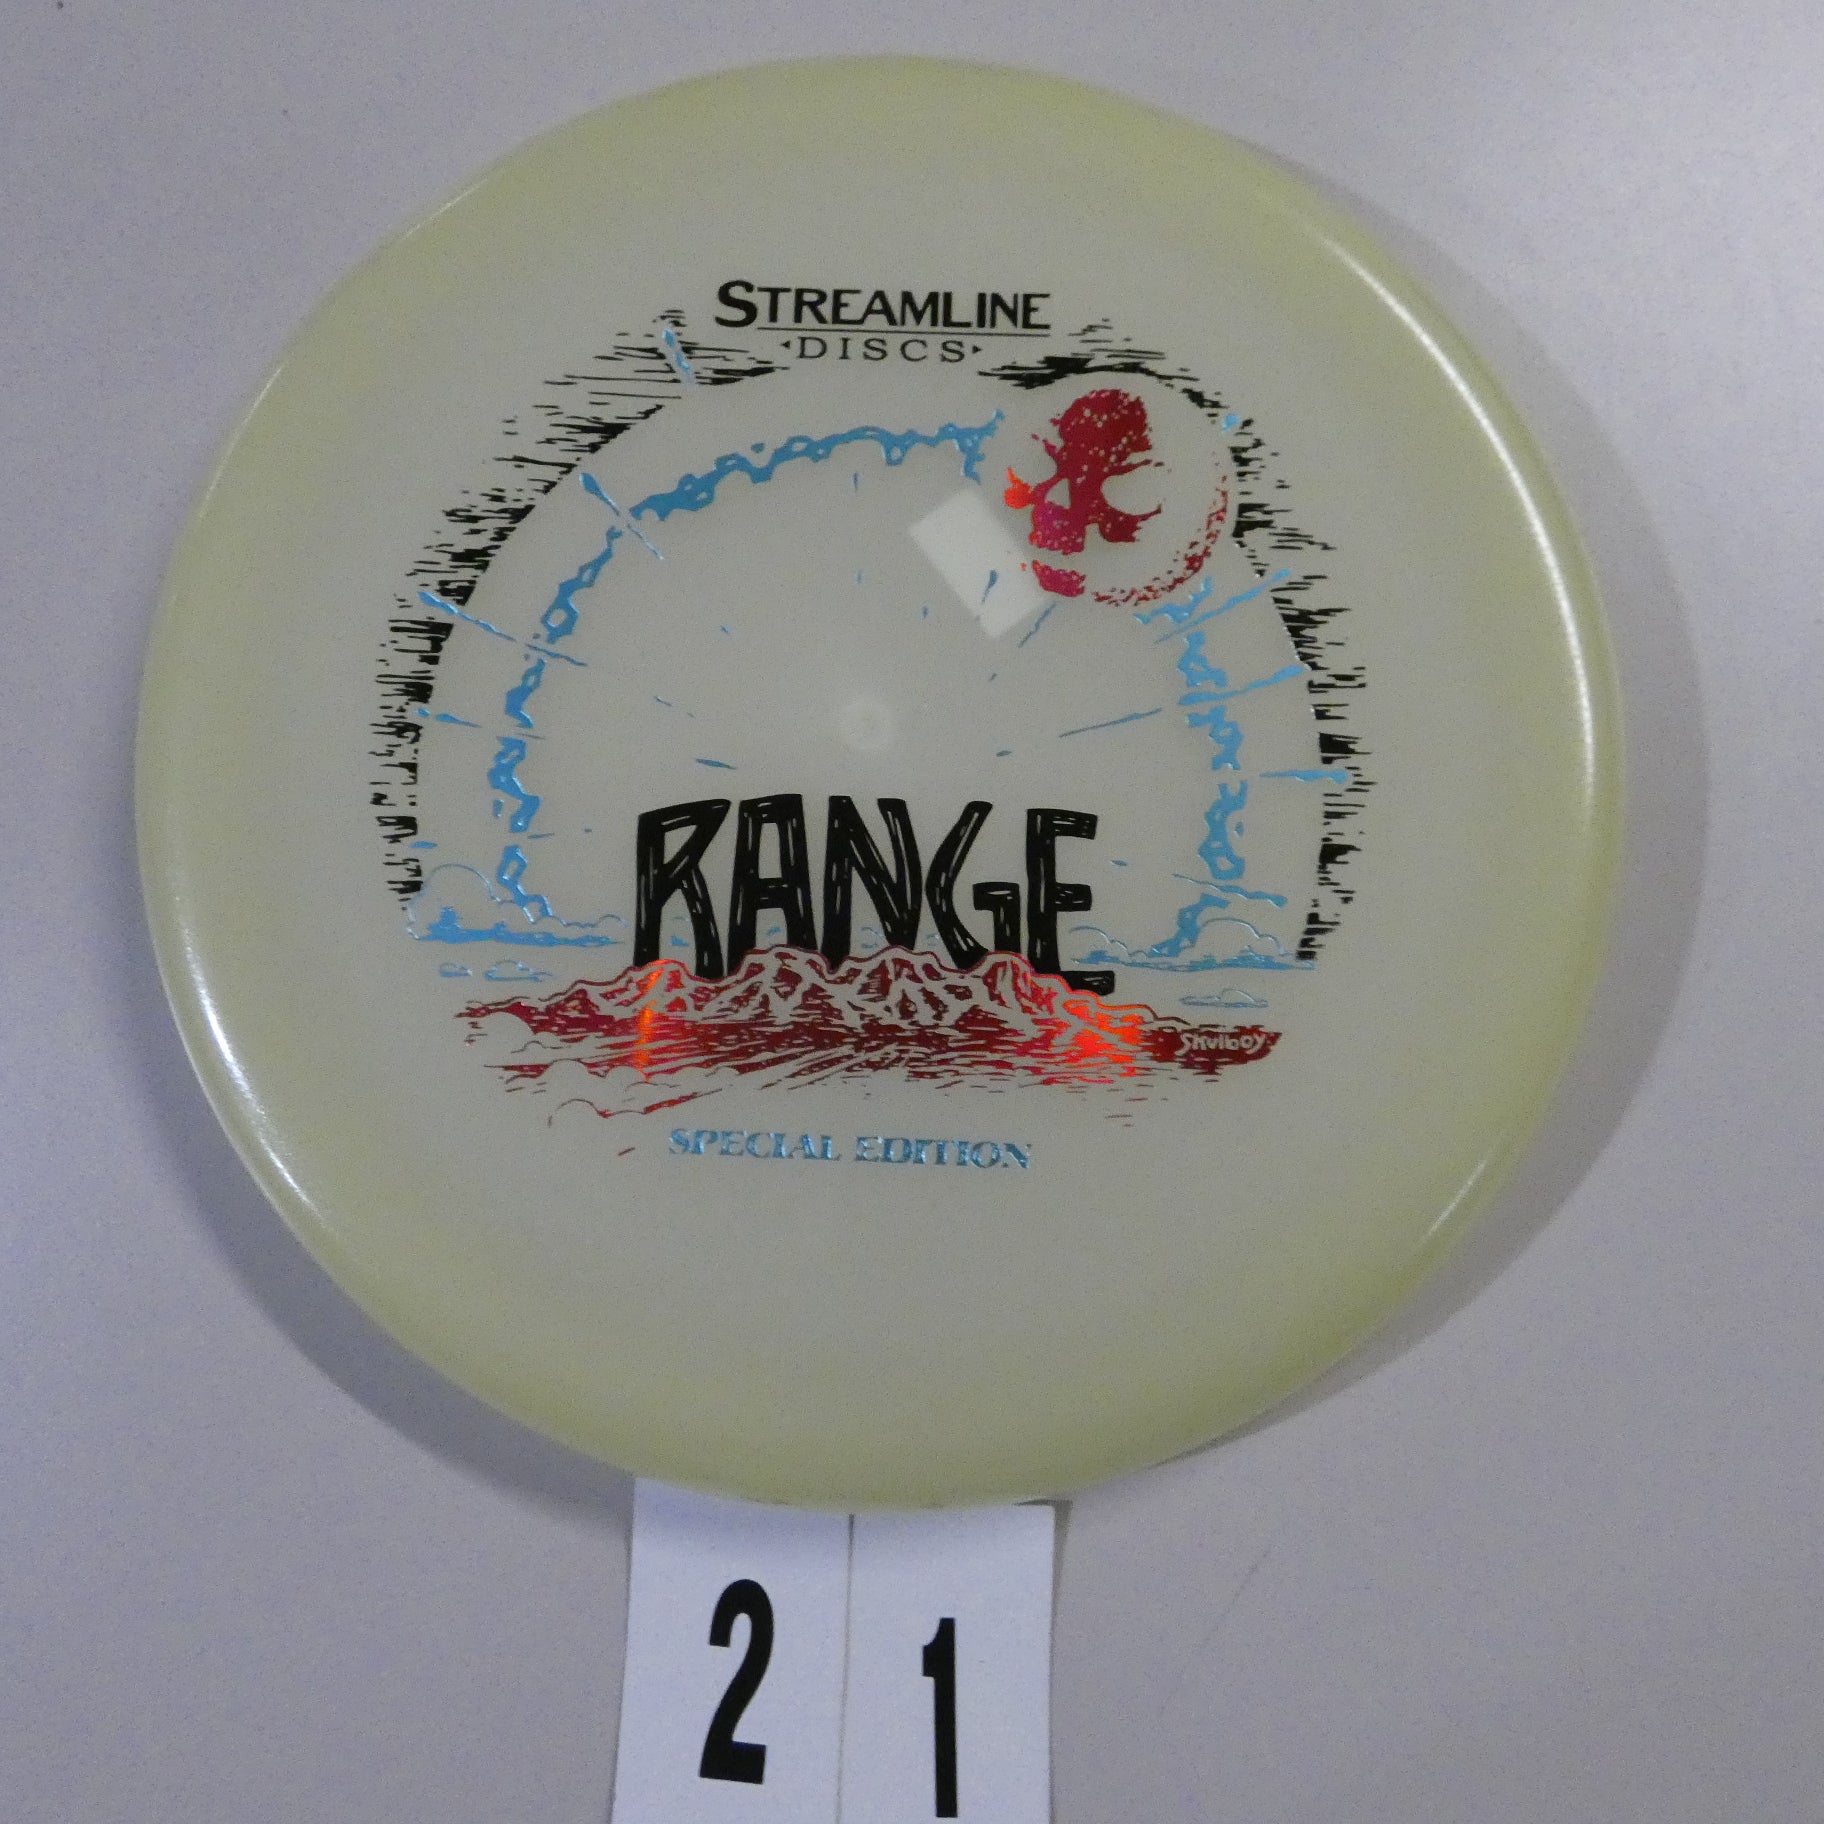 STREAMLINE
DISCS
RANGE
Skulboy
SPECIAL EDITION
2 1